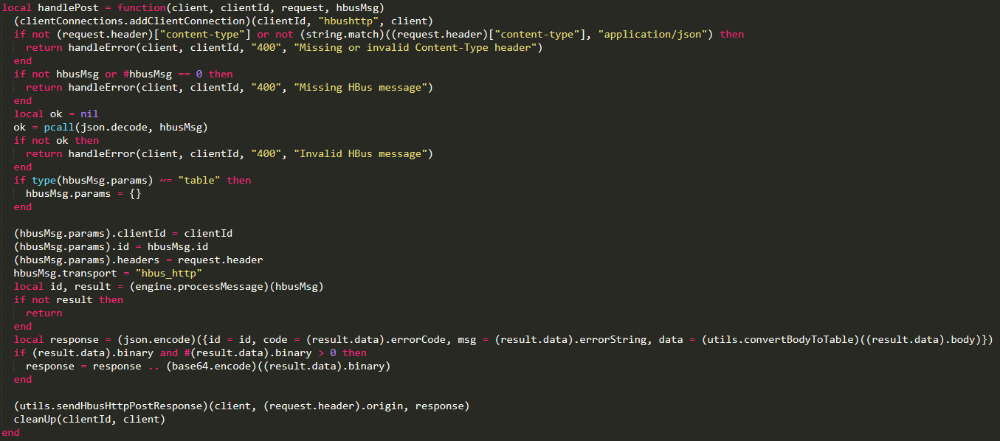 local handlePost = function(client, clientId, request, hbusMsg)
(clientConnections.addClientConnection)(clientId, "hbushttp", client)
if not (request.header)["content-type"] or not (string.match)((request.header)["content-type"], "application/json") then
return handleError(client, clientId, "400", "Missing or invalid Content-Type header")
end
if not hbusMsg or #hbusMsg == 0 then
return handleError(client, clientId, "400", "Missing HBus message")
end
local ok = nil
ok = pcall(json.decode, hbusMsg)
if not ok then
return handleError(client, clientId, "400", "Invalid HBus message")
end
if type(hbusMsg.params) ~= "table" then
hbusMsg.params = {}
end
(hbusMsg.params).clientId = clientId
(hbusMsg.params).id = hbusMsg.id
(hbusMsg.params).headers = request.header
hbusMsg.transport = "hbus_http"
local id, result = (engine.processMessage)(hbusMsg)
if not result then
return
end
local response = (json.encode)({id = id, code = (result.data).errorCode, msg = (result.data).errorString, data = (utils.convertBodyToTable)((result.data).body)})
if (result.data).binary and #(result.data).binary > 0 then
response = response .. (base64.encode)((result.data).binary)
end
(utils.sendHbusHttpPostResponse)(client, (request.header).origin, response)
cleanUp(clientId, client)
end